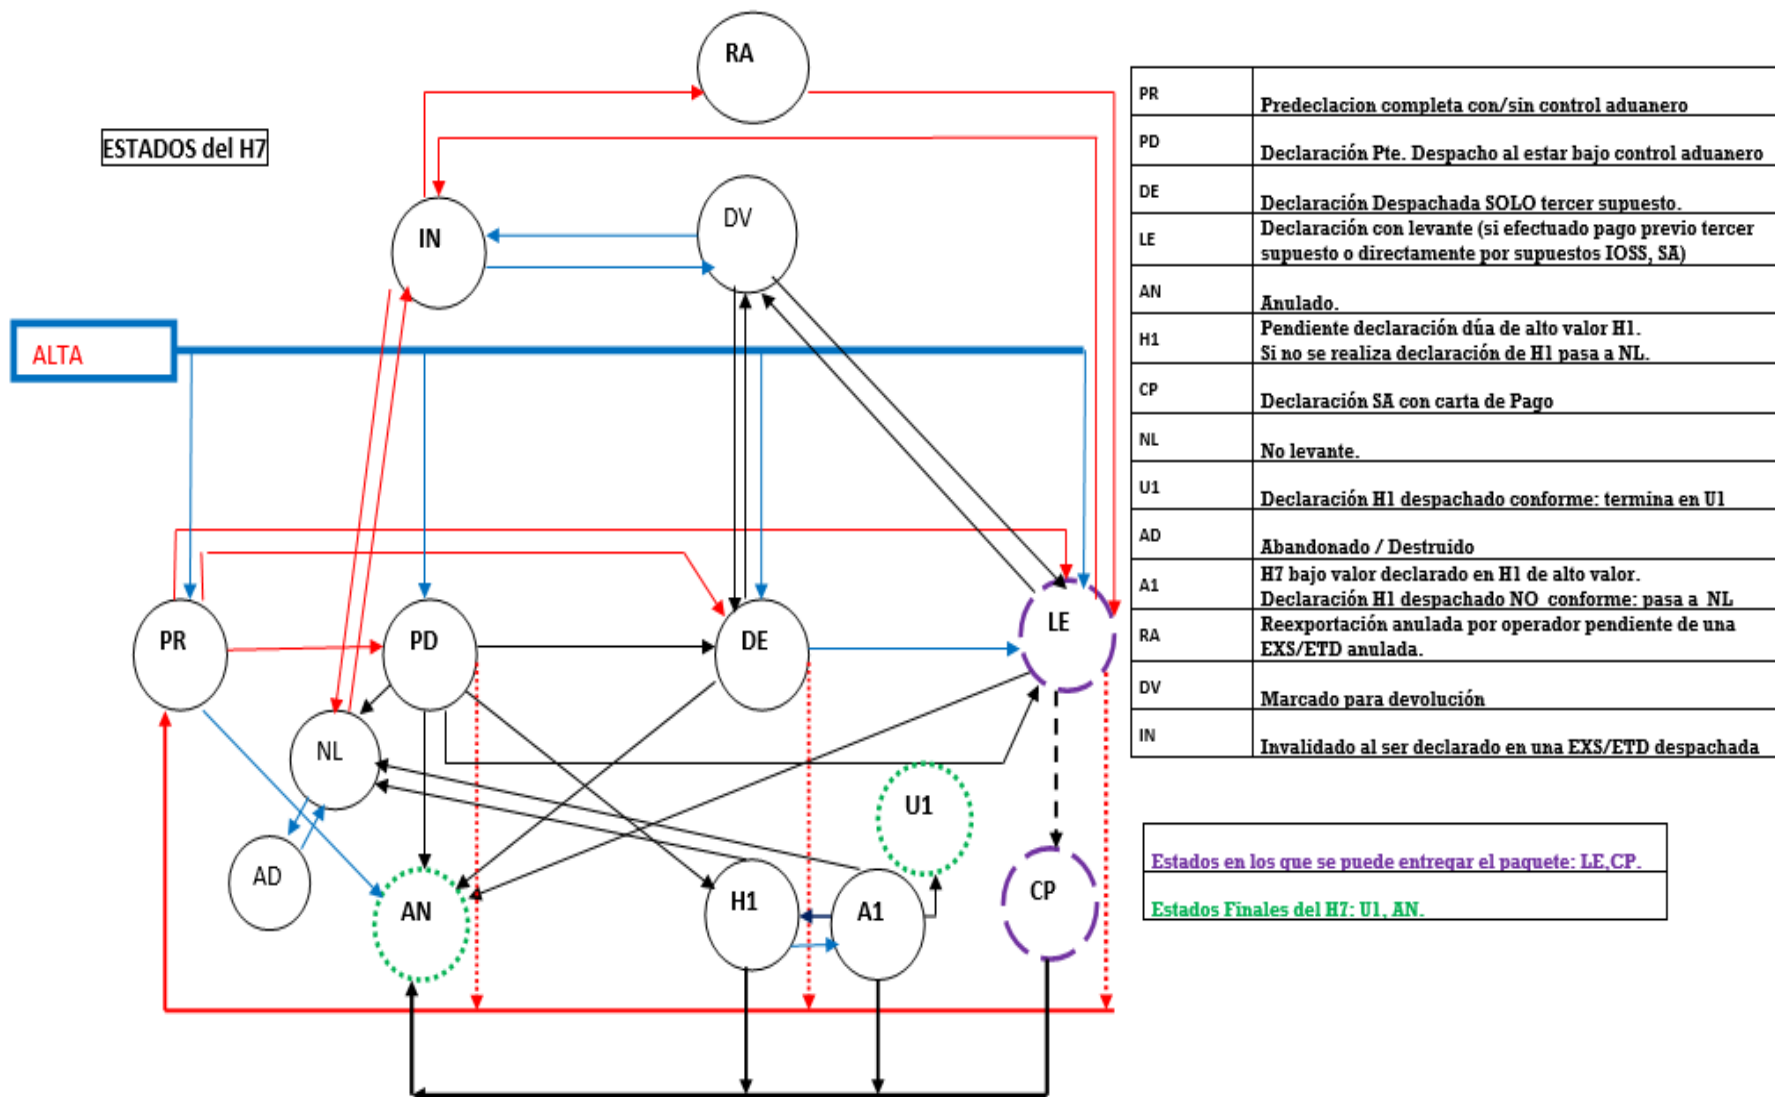 RA
ESTADOS del H7
IN
DV
ALTA
PR
PD
DE
LE
NL
U1
AD
AN
H1
A1
CP
PR Predeclacion completa con/sin control aduanero
PD Declaración Pte. Despacho al estar bajo control aduanero
DE Declaración Despachada SOLO tercer supuesto.
LE Declaración con levante (si efectuado pago previo tercer
supuesto o directamente por supuestos IOSS, SA)
AN Anulado.
H1 Pendiente declaración dúa de alto valor H1.
Si no se realiza declaración de H1 pasa a NL.
CP Declaración SA con carta de Pago
NL No levante.
U1 Declaración H1 despachado conforme: termina en U1
AD Abandonado / Destruido
A1 H7 bajo valor declarado en H1 de alto valor.
Declaración H1 despachado NO conforme: pasa a NL
RA Reexportación anulada por operador pendiente de una
EXS/ETD anulada.
DV Marcado para devolución
IN Invalidado al ser declarado en una EXS/ETD despachada
Estados en los que se puede entregar el paquete: LE,CP.
Estados Finales del H7: U1, AN.